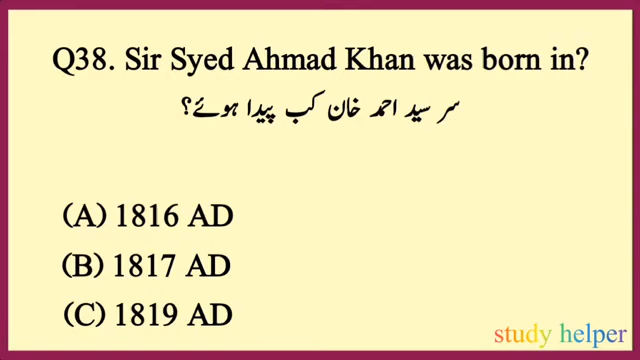 Q38. Sir Syed Ahmad Khan was born in?
سر سید احمد خان کب پیدا ہوئے؟
(A) 1816 AD
(B) 1817 AD
(C) 1819 AD
study helper